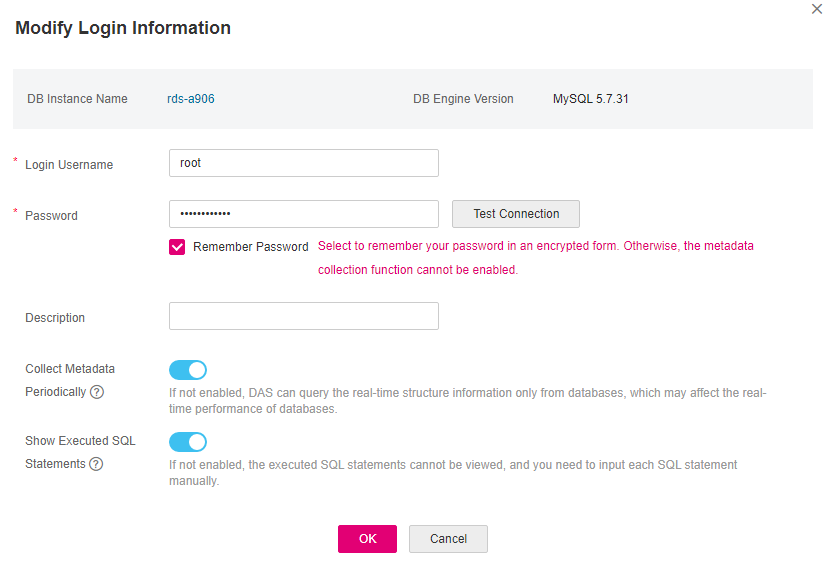 Modify Login Information
DB Instance Name rds-a906 DB Engine Version MySQL 5.7.31
* Login Username root
* Password •••••••••••• Test Connection
Remember Password Select to remember your password in an encrypted form. Otherwise, the metadata
collection function cannot be enabled.
Description
Collect Metadata
Periodically ?
If not enabled, DAS can query the real-time structure information only from databases, which may affect the real-
time performance of databases.
Show Executed SQL
Statements ?
If not enabled, the executed SQL statements cannot be viewed, and you need to input each SQL statement
manually.
OK Cancel